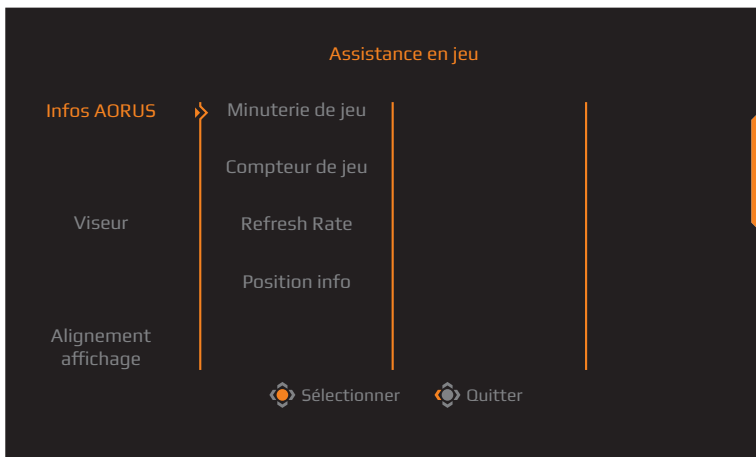 Assistance en jeu
Infos AORUS
Minuterie de jeu
Compteur de jeu
Viseur
Refresh Rate
Position info
Alignement
affichage
Sélectionner
Quitter